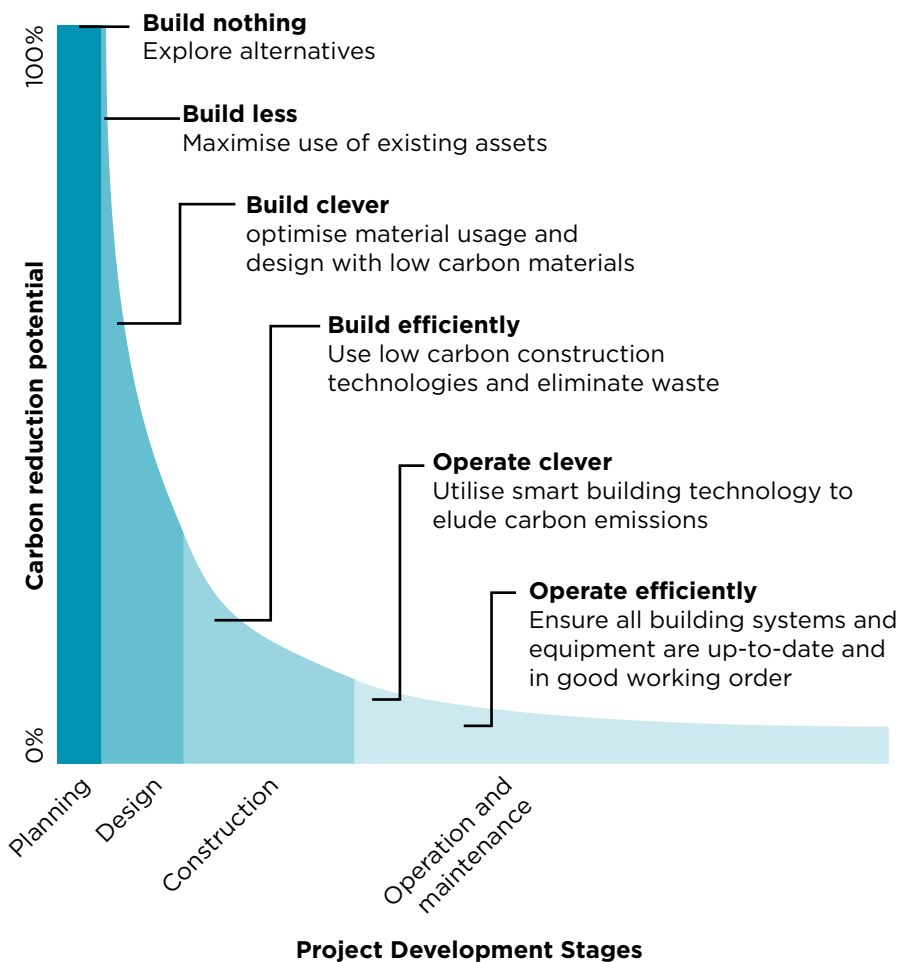 100%
Build nothing
Explore alternatives
Build less
Maximise use of existing assets
Build clever
optimise material usage and
design with low carbon materials
Carbon reduction potential
Build efficiently
Use low carbon construction
technologies and eliminate waste
Operate clever
Utilise smart building technology to
elude carbon emissions
Operate efficiently
Ensure all building systems and
equipment are up-to-date and
in good working order
0%
Planning
Design
Construction
Operation and
maintenance
Project Development Stages